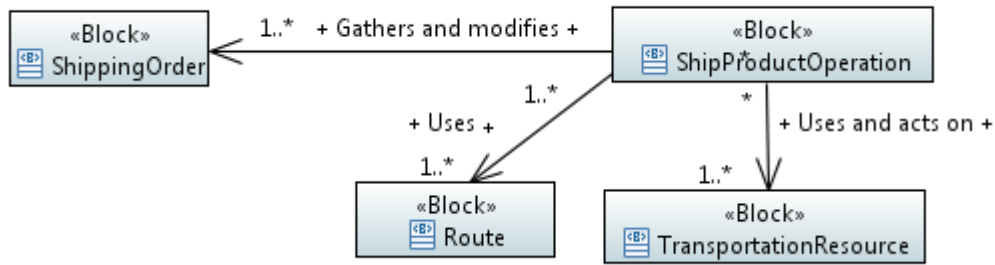 «Block»
ShippingOrder
1..*
+ Gathers and modifies +
«Block»
*
ShipProductOperation
1..*
*
+ Uses +
+ Uses and acts on +
1..*
1..*
«Block»
Route
«Block»
TransportationResource